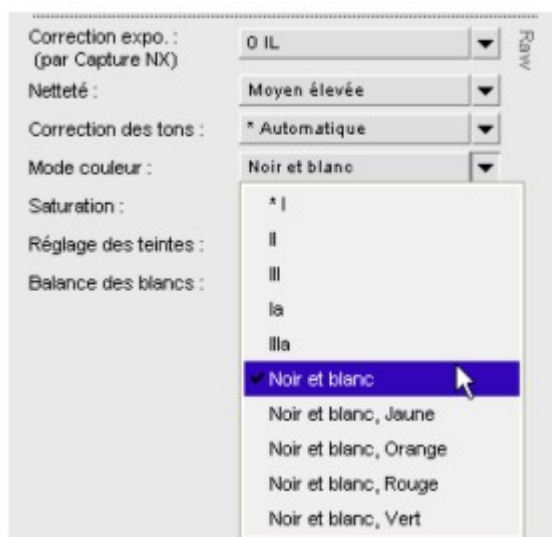 Correction expo. : 0 IL
(par Capture NX)
Raw
Netteté : Moyen élevée
Correction des tons : * Automatique
Mode couleur : Noir et blanc
Saturation :
Réglage des teintes :
Balance des blancs :
* I
II
III
Ia
IIIa
Noir et blanc
Noir et blanc, Jaune
Noir et blanc, Orange
Noir et blanc, Rouge
Noir et blanc, Vert